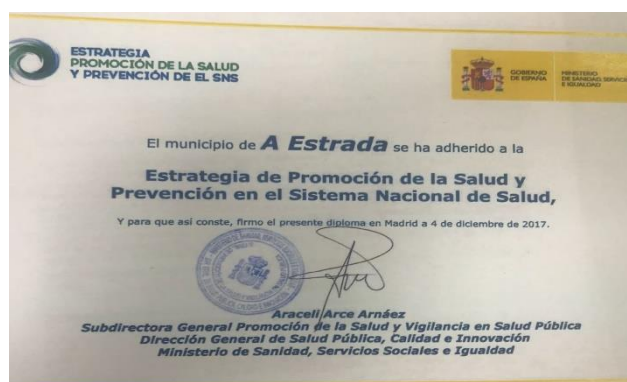 ESTRATEGIA
PROMOCIÓN DE LA SALUD
Y PREVENCIÓN DE EL SNS
GOBIERNO
DE ESPAÑA
MINISTERIO
DE SANIDAD, SERVICIOS
E IGUALDAD
El municipio de A Estrada se ha adherido a la
Estrategia de Promoción de la Salud y
Prevención en el Sistema Nacional de Salud,
Y para que así conste, firmo el presente diploma en Madrid a 4 de diciembre de 2017.
Araceli Arce Arnáez
Subdirectora General Promoción de la Salud y Vigilancia en Salud Pública
Dirección General de Salud Pública, Calidad e Innovación
Ministerio de Sanidad, Servicios Sociales e Igualdad